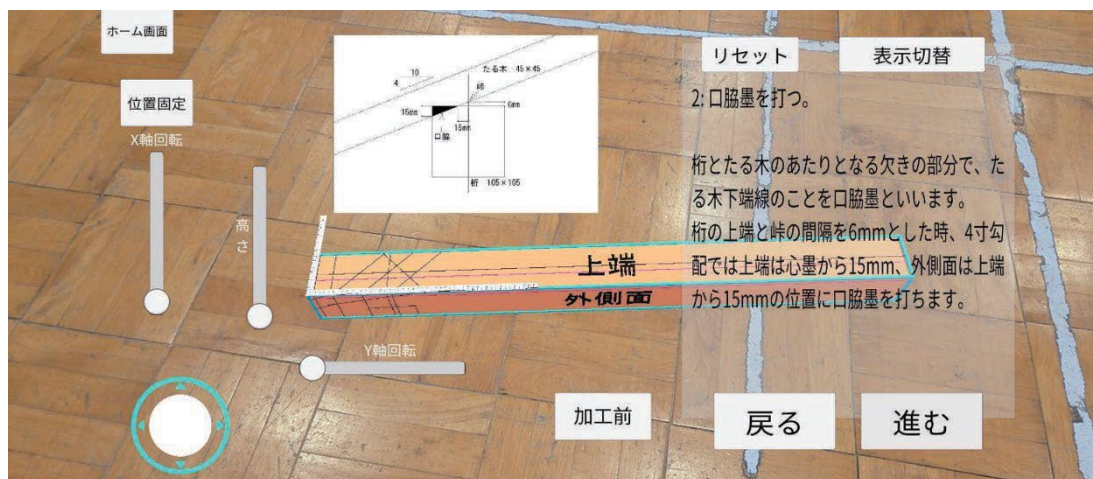 ホーム画面
位置固定
X軸回転
高さ
Y軸回転
10
4
たる木 45×45
峠
6mm
15mm
15mm
口脇
桁 105×105
上端
外側面
リセット
表示切替
2: 口脇墨を打つ。
桁とたる木のあたりとなる欠きの部分で、た
る木下端線のことを口脇墨といいます。
桁の上端と峠の間隔を6mmとした時、4寸勾
配では上端は心墨から15mm、外側面は上端
から15mmの位置に口脇墨を打ちます。
加工前
戻る
進む